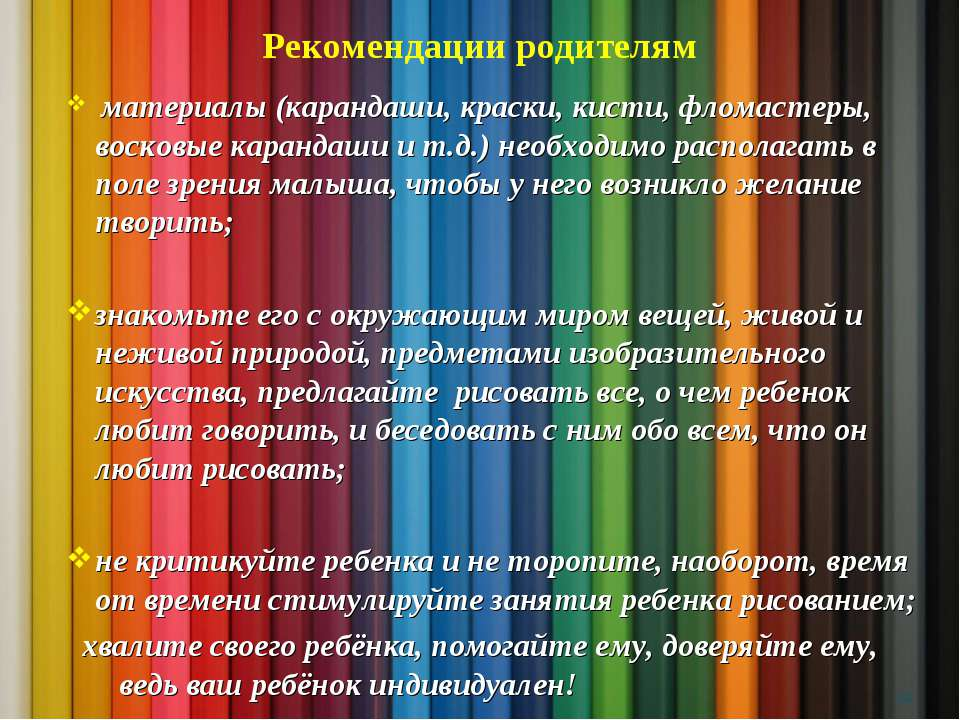 Рекомендации родителям
материалы (карандаши, краски, кисти, фломастеры,
восковые карандаши и т.д.) необходимо располагать в
поле зрения малыша, чтобы у него возникло желание
творить;
знакомьте его с окружающим миром вещей, живой и
неживой природой, предметами изобразительного
искусства, предлагайте рисовать все, о чем ребенок
любит говорить, и беседовать с ним обо всем, что он
любит рисовать;
не критикуйте ребенка и не торопите, наоборот, время
от времени стимулируйте занятия ребенка рисованием;
хвалите своего ребёнка, помогайте ему, доверяйте ему,
ведь ваш ребёнок индивидуален!